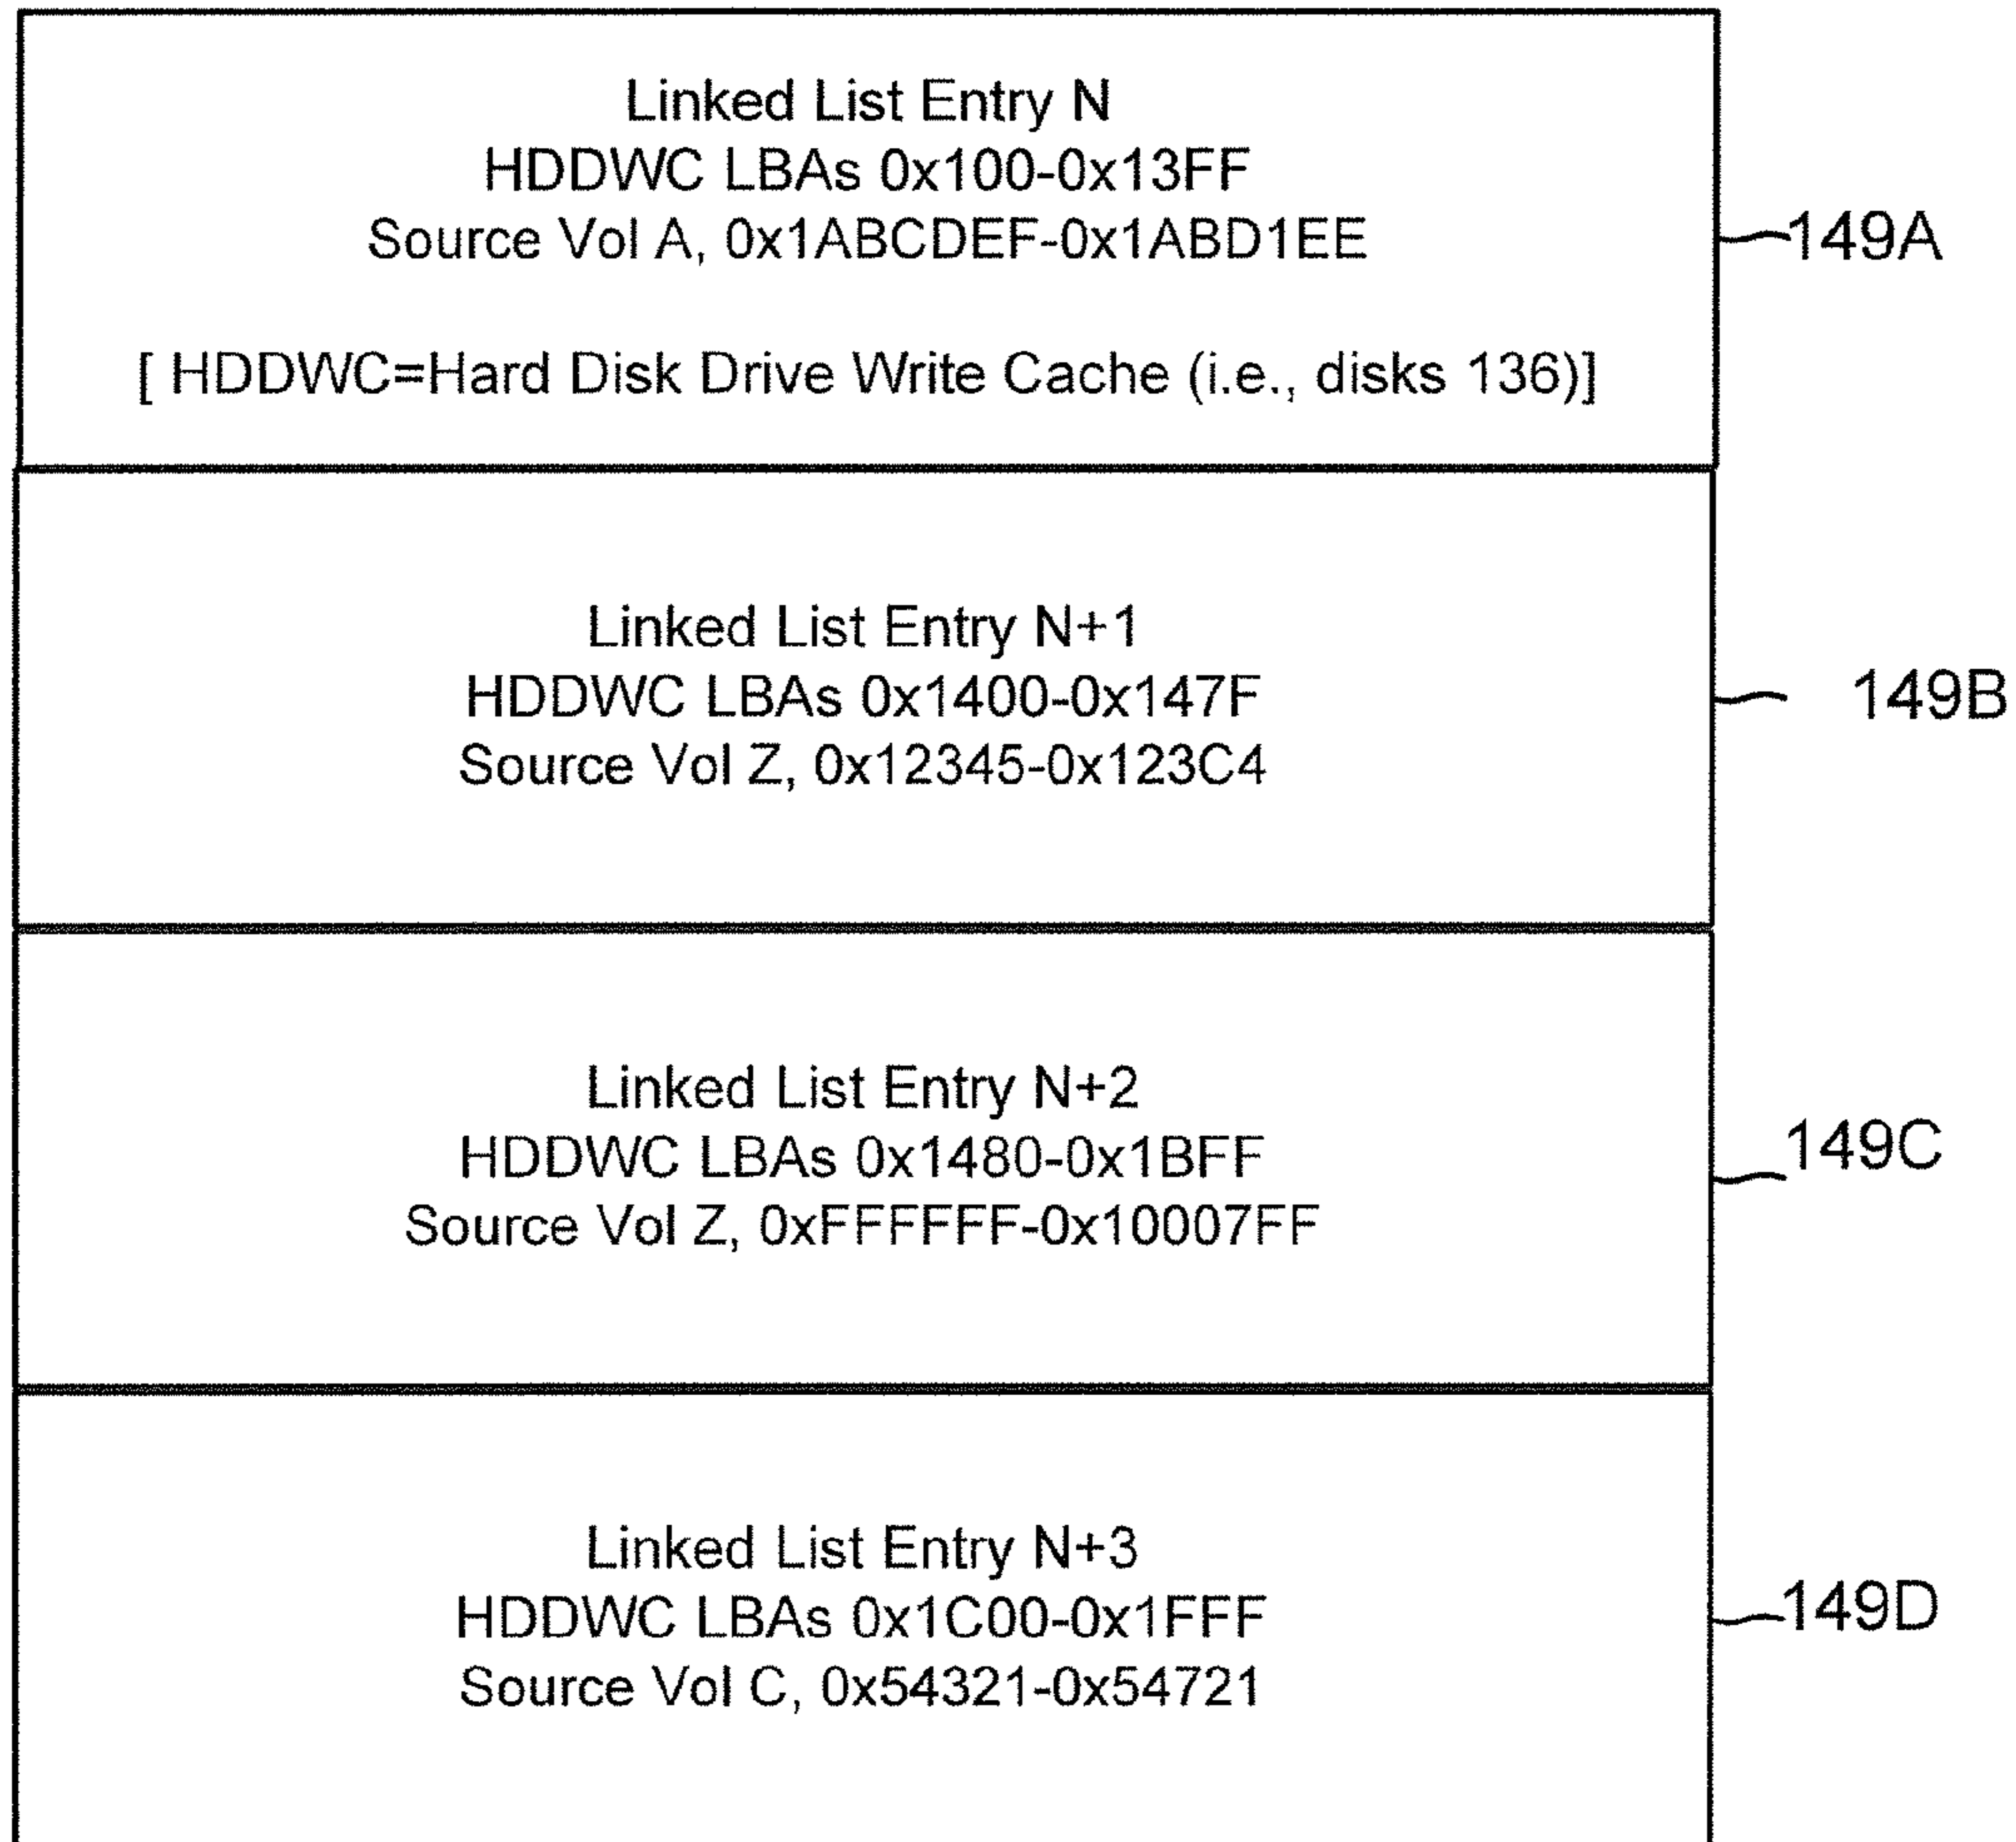 Linked List Entry N
HDDWC LBAs 0x100-0x13FF
Source Vol A, 0x1ABCDEF-0x1ABD1EE
149A
[ HDDWC=Hard Disk Drive Write Cache (i.e., disks 136)]
Linked List Entry N+1
HDDWC LBAs 0x1400-0x147F
149B
Source Vol Z, 0x12345-0x123C4
Linked List Entry N+2
HDDWC LBAs 0x1480-0x1BFF
149C
Source Vol Z, 0xFFFFFF-0x10007FF
Linked List Entry N+3
HDDWC LBAs 0x1C00-0x1FFF
149D
Source Vol C, 0x54321-0x54721